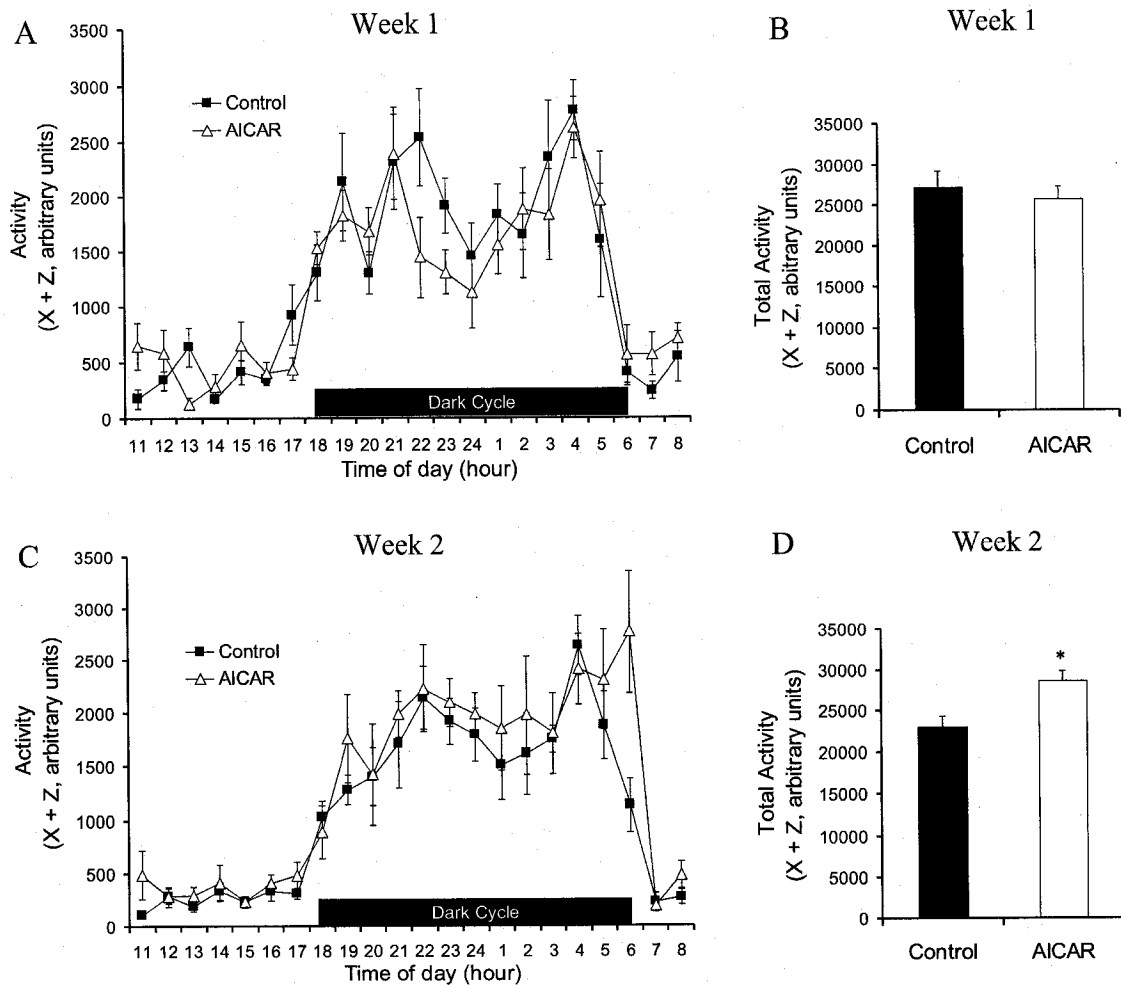 A
Week 1
3500
3000
2500
2000
1500
1000
500
0
Activity
(X + Z, arbitrary units)
Control
AICAR
Dark Cycle
11 12 13 14 15 16 17 18 19 20 21 22 23 24 1 2 3 4 5 6 7 8
Time of day (hour)
B
Week 1
35000
30000
25000
20000
15000
10000
5000
0
Total Activity
(X + Z, abitrary units)
Control AICAR
C
Week 2
3500
3000
2500
2000
1500
1000
500
0
Activity
(X + Z, arbitrary units)
Control
AICAR
Dark Cycle
11 12 13 14 15 16 17 18 19 20 21 22 23 24 1 2 3 4 5 6 7 8
Time of day (hour)
D
Week 2
35000
30000
25000
20000
15000
10000
5000
0
Total Activity
(X + Z, arbitrary units)
*
Control AICAR